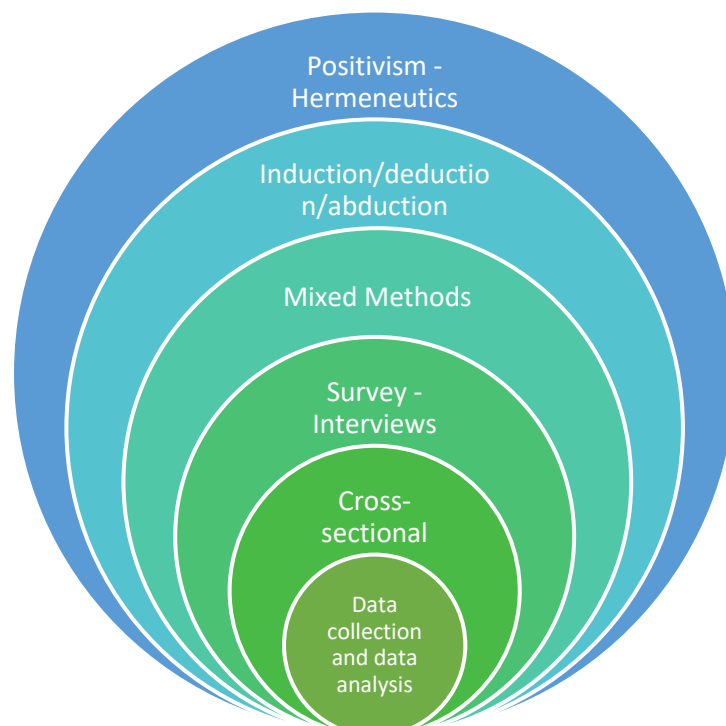 Positivism -
Hermeneutics
Induction/deductio
n/abduction
Mixed Methods
Survey -
Interviews
Cross-
sectional
Data
collection
and data
analysis